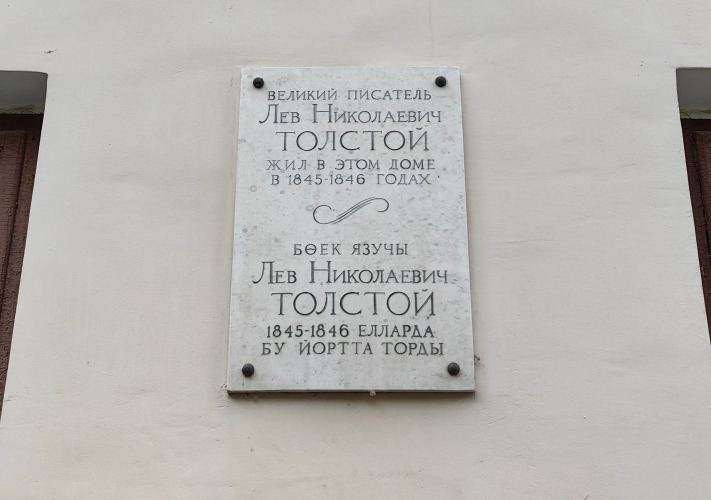 ВЕЛИКИЙ ПИСАТЕЛЬ
ЛЕВ НИКОЛАЕВИЧ
ТОЛСТОЙ
ЖИЛ В ЭТОМ ДОМЕ
В 1845-1846 ГОДАХ
БӨЕК ЯЗУЧЫ
ЛЕВ НИКОЛАЕВИЧ
ТОЛСТОЙ
1845-1846 ЕЛЛАРДА
БУ ЙОРТТА ТОРДЫ